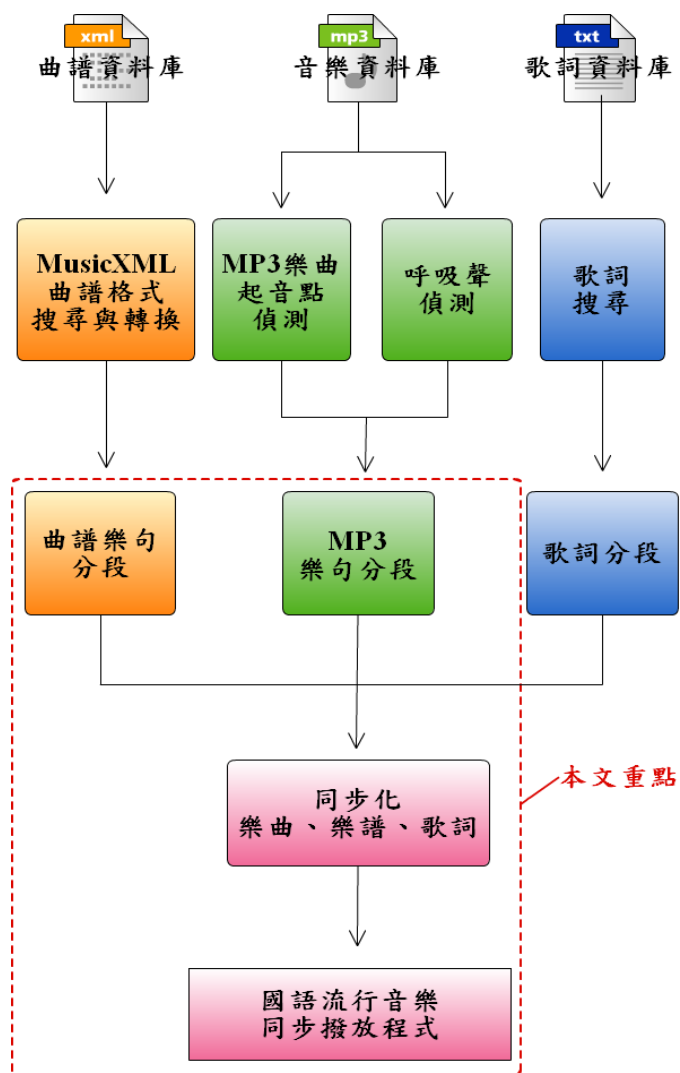 xml
曲譜資料庫
mp3
音樂資料庫
txt
歌詞資料庫
MusicXML
曲譜格式
搜尋與轉換
MP3樂曲
起音點
偵測
呼吸聲
偵測
歌詞
搜尋
曲譜樂句
分段
MP3
樂句分段
歌詞分段
同步化
樂曲、樂譜、歌詞
本文重點
國語流行音樂
同步撥放程式